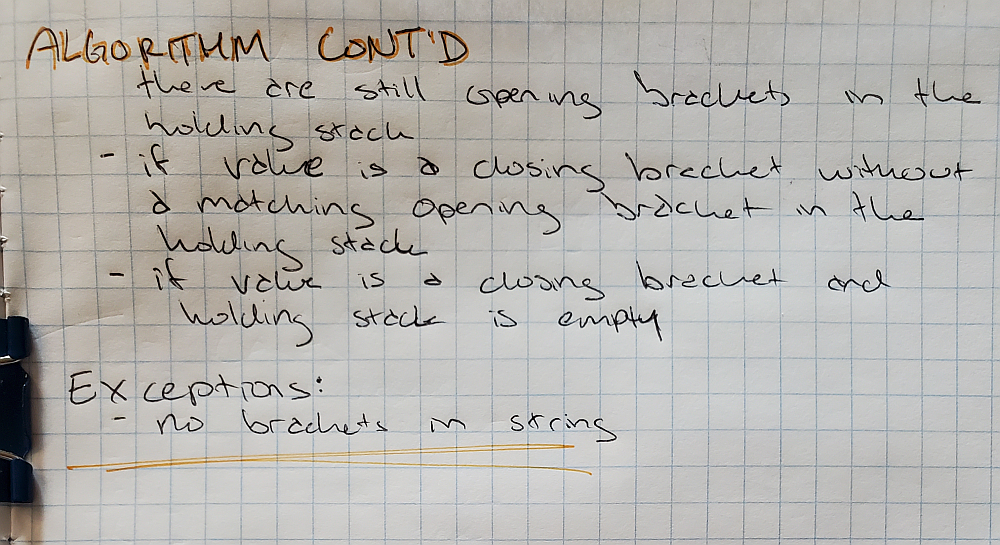 ALGORITHM CONT'D
there are still opening brackets in the
holding stack
- if value is a closing bracket without
a matching opening bracket in the
holding stack
- if value is a closing bracket and
holding stack is empty
Exceptions:
- no brackets in string